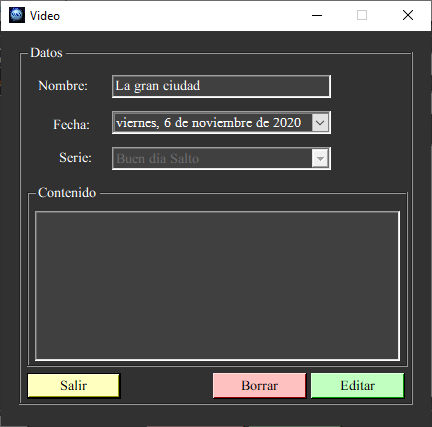 Video
Datos
Nombre: La gran ciudad
Fecha: viernes, 6 de noviembre de 2020
Serie: Buen dia Salto
Contenido
Salir Borrar Editar